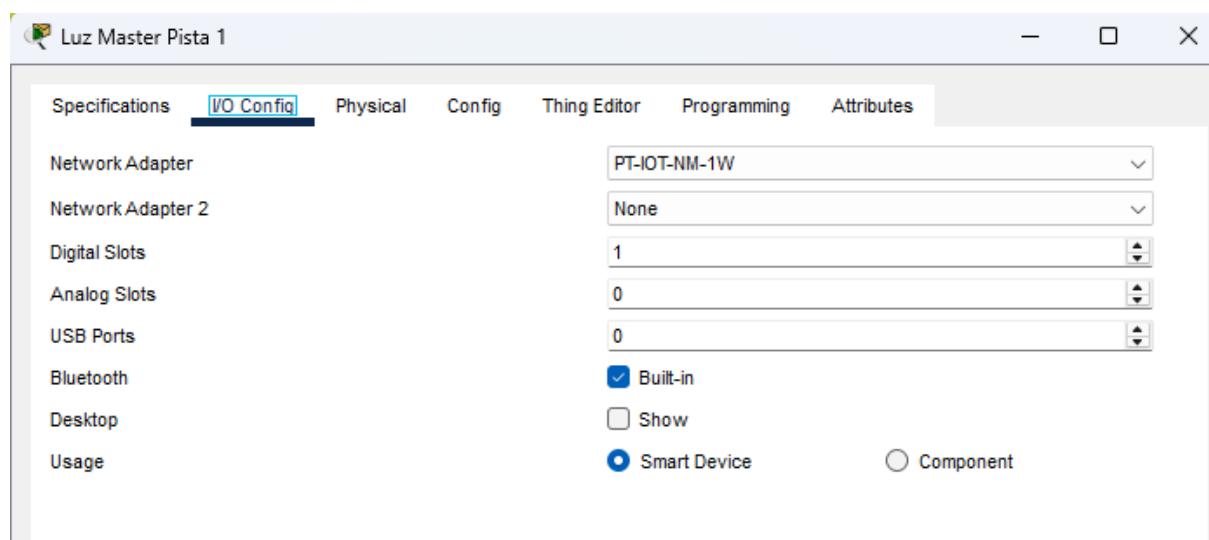 Luz Master Pista 1
Specifications I/O Config Physical Config Thing Editor Programming Attributes
Network Adapter PT-IOT-NM-1W
Network Adapter 2 None
Digital Slots 1
Analog Slots 0
USB Ports 0
Bluetooth Built-in
Desktop Show
Usage Smart Device Component